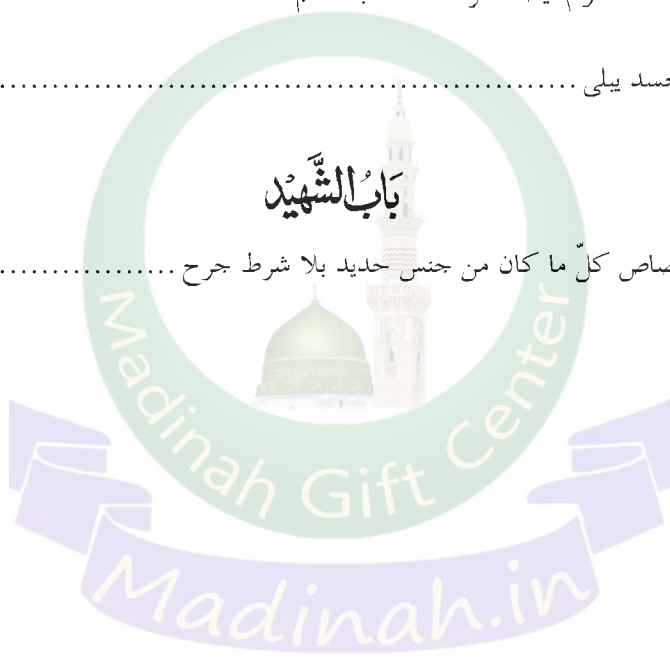 يبلى ........................................................
بَابُ الشَّهِيْد
كلّ ما كان من جنس حديد بلا شرط جرح .................
Madinah Gift Center
Madinah.in